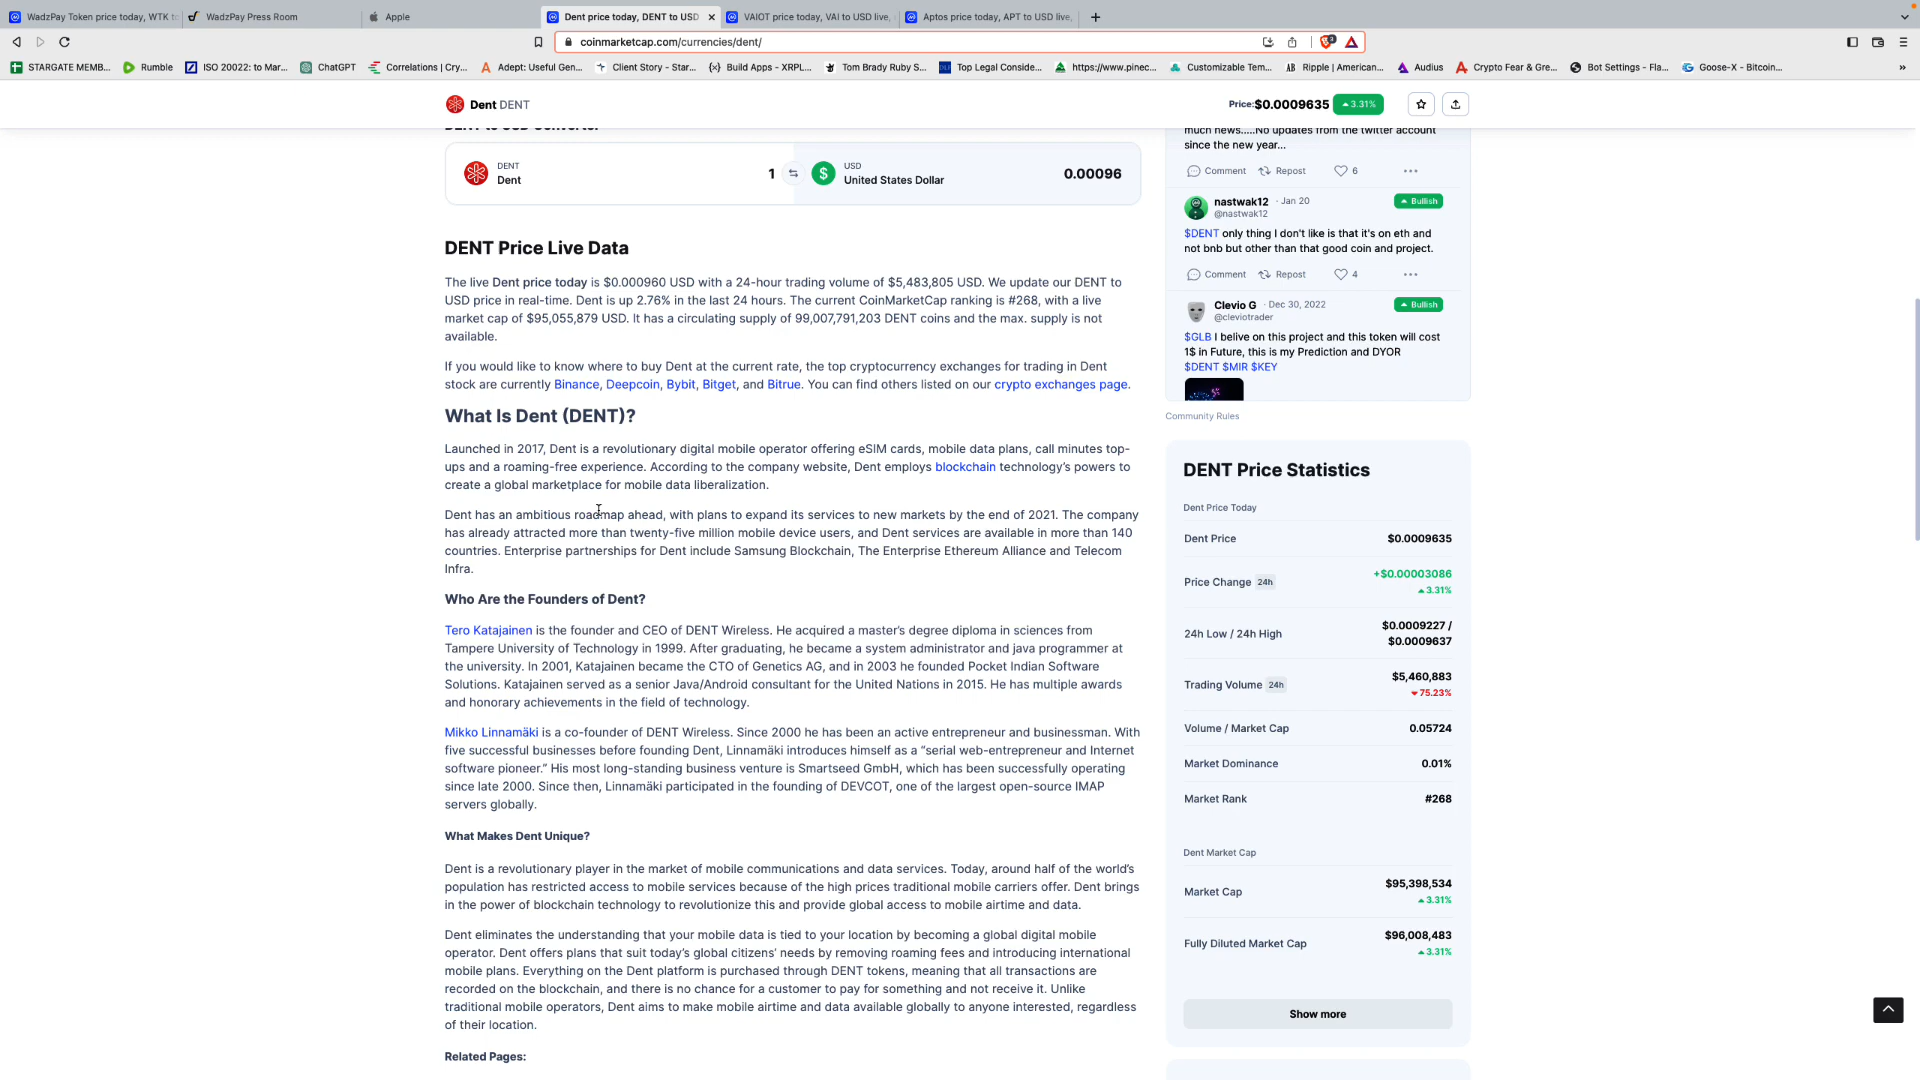 WadzPay Token price today, WTK to
WadzPay Press Room
Apple
Dent price today, DENT to USD
VAIOT price today, VAI to USD live,
Aptos price today, APT to USD live,
coinmarketcap.com/currencies/dent/
3
STARGATE MEMB...
Rumble
ISO 20022: to Mar...
ChatGPT
Correlations | Cry...
Adept: Useful Gen...
Client Story - Star...
Build Apps - XRPL...
Tom Brady Ruby S...
Top Legal Conside...
https://www.pinec...
Customizable Tem...
Ripple | American...
Audius
Crypto Fear & Gre...
Bot Settings - Fla...
Goose-X - Bitcoin...
Dent DENT
Price:$0.0009635
3.31%
DENT to USD Converter
DENT
Dent
1
USD
United States Dollar
0.00096
DENT Price Live Data
The live Dent price today is $0.000960 USD with a 24-hour trading volume of $5,483,805 USD. We update our DENT to
USD price in real-time. Dent is up 2.76% in the last 24 hours. The current CoinMarketCap ranking is #268, with a live
market cap of $95,055,879 USD. It has a circulating supply of 99,007,791,203 DENT coins and the max. supply is not
available.
If you would like to know where to buy Dent at the current rate, the top cryptocurrency exchanges for trading in Dent
stock are currently Binance, Deepcoin, Bybit, Bitget, and Bitrue. You can find others listed on our crypto exchanges page.
What Is Dent (DENT)?
Launched in 2017, Dent is a revolutionary digital mobile operator offering eSIM cards, mobile data plans, call minutes top-
ups and a roaming-free experience. According to the company website, Dent employs blockchain technology's powers to
create a global marketplace for mobile data liberalization.
Dent has an ambitious roadmap ahead, with plans to expand its services to new markets by the end of 2021. The company
has already attracted more than twenty-five million mobile device users, and Dent services are available in more than 140
countries. Enterprise partnerships for Dent include Samsung Blockchain, The Enterprise Ethereum Alliance and Telecom
Infra.
Who Are the Founders of Dent?
Tero Katajainen is the founder and CEO of DENT Wireless. He acquired a master's degree diploma in sciences from
Tampere University of Technology in 1999. After graduating, he became a system administrator and java programmer at
the university. In 2001, Katajainen became the CTO of Genetics AG, and in 2003 he founded Pocket Indian Software
Solutions. Katajainen served as a senior Java/Android consultant for the United Nations in 2015. He has multiple awards
and honorary achievements in the field of technology.
Mikko Linnamäki is a co-founder of DENT Wireless. Since 2000 he has been an active entrepreneur and businessman. With
five successful businesses before founding Dent, Linnamäki introduces himself as a “serial web-entrepreneur and Internet
software pioneer.” His most long-standing business venture is Smartseed GmbH, which has been successfully operating
since late 2000. Since then, Linnamäki participated in the founding of DEVCOT, one of the largest open-source IMAP
servers globally.
What Makes Dent Unique?
Dent is a revolutionary player in the market of mobile communications and data services. Today, around half of the world's
population has restricted access to mobile services because of the high prices traditional mobile carriers offer. Dent brings
in the power of blockchain technology to revolutionize this and provide global access to mobile airtime and data.
Dent eliminates the understanding that your mobile data is tied to your location by becoming a global digital mobile
operator. Dent offers plans that suit today's global citizens' needs by removing roaming fees and introducing international
mobile plans. Everything on the Dent platform is purchased through DENT tokens, meaning that all transactions are
recorded on the blockchain, and there is no chance for a customer to pay for something and not receive it. Unlike
traditional mobile operators, Dent aims to make mobile airtime and data available globally to anyone interested, regardless
of their location.
Related Pages:
much news.....No updates from the twitter account
since the new year...
Comment Repost 6
nastwak12 · Jan 20
Bullish
@nastwak12
$DENT only thing I don't like is that it's on eth and
not bnb but other than that good coin and project.
Comment Repost 4
Clevio G · Dec 30, 2022
Bullish
@cleviotrader
$GLB I belive on this project and this token will cost
1$ in Future, this is my Prediction and DYOR
$DENT $MIR $KEY
Community Rules
DENT Price Statistics
Dent Price Today
Dent Price $0.0009635
Price Change 24h +$0.00003086
3.31%
24h Low / 24h High $0.0009227 /
$0.0009637
Trading Volume 24h $5,460,883
75.23%
Volume / Market Cap 0.05724
Market Dominance 0.01%
Market Rank #268
Dent Market Cap
Market Cap $95,398,534
3.31%
Fully Diluted Market Cap $96,008,483
3.31%
Show more